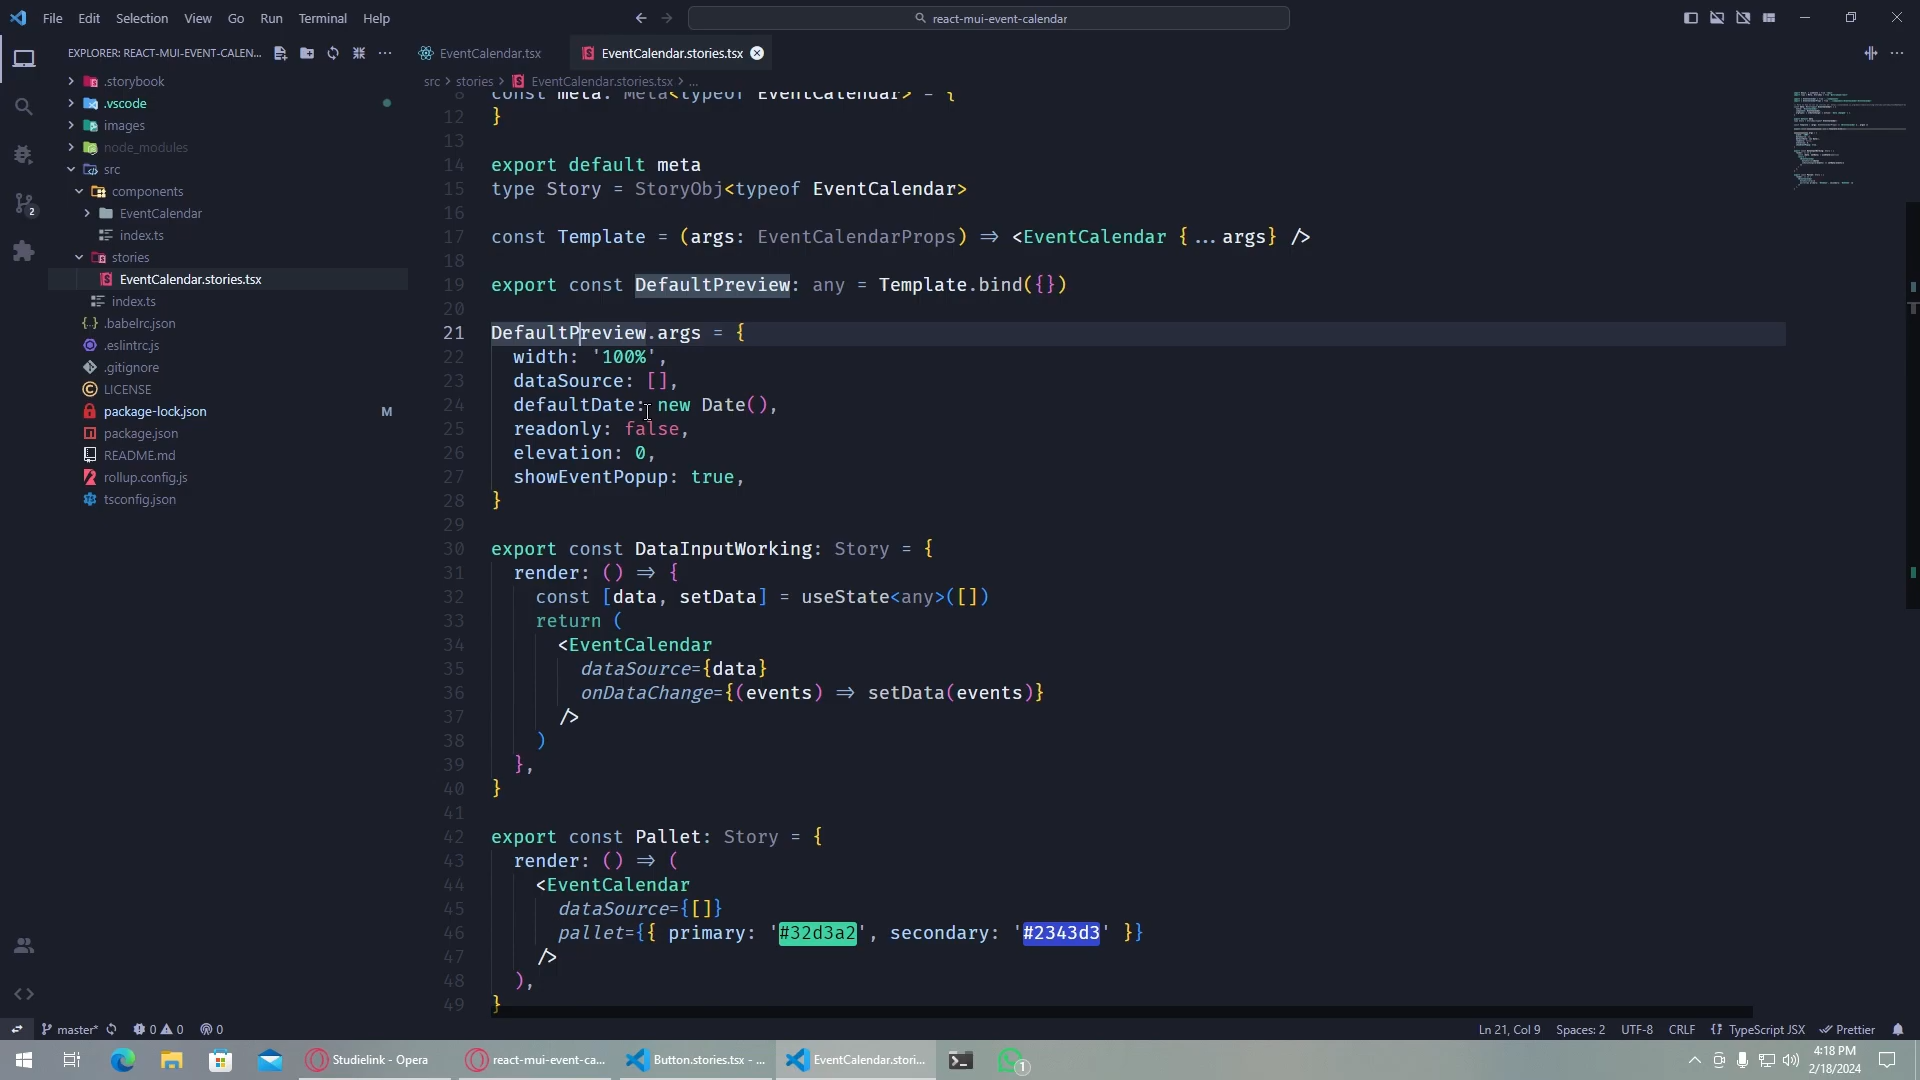 File Edit Selection View Go Run Terminal Help
react-mui-event-calendar
EXPLORER: REACT-MUI-EVENT-CALEN...
.storybook
.vscode
images
node_modules
src
components
EventCalendar
index.ts
stories
EventCalendar.stories.tsx
index.ts
.babelrc.json
.eslintrc.js
.gitignore
LICENSE
package-lock.json M
package.json
README.md
rollup.config.js
tsconfig.json
2
EventCalendar.tsx EventCalendar.stories.tsx
src > stories > EventCalendar.stories.tsx > ...
8 const meta: Meta<typeof EventCalendar> = {
12 }
13
14 export default meta
15 type Story = StoryObj<typeof EventCalendar>
16
17 const Template = (args: EventCalendarProps) => <EventCalendar {...args} />
18
19 export const DefaultPreview: any = Template.bind({})
20
21 DefaultPreview.args = {
22 width: '100%',
23 dataSource: [],
24 defaultDate: new Date(),
25 readonly: false,
26 elevation: 0,
27 showEventPopup: true,
28 }
29
30 export const DataInputWorking: Story = {
31 render: () => {
32 const [data, setData] = useState<any>([])
33 return (
34 <EventCalendar
35 dataSource={data}
36 onDataChange={(events) => setData(events)}
37 />
38 )
39 },
40 }
41
42 export const Pallet: Story = {
43 render: () => (
44 <EventCalendar
45 dataSource={[]}
46 pallet={{ primary: '#32d3a2', secondary: '#2343d3' }}
47 />
48 ),
49 }
master* 0 0 0 Ln 21, Col 9 Spaces: 2 UTF-8 CRLF TypeScript JSX Prettier
Studielink - Opera react-mui-event-ca... Button.stories.tsx - ... EventCalendar.stori... 1
4:18 PM
2/18/2024